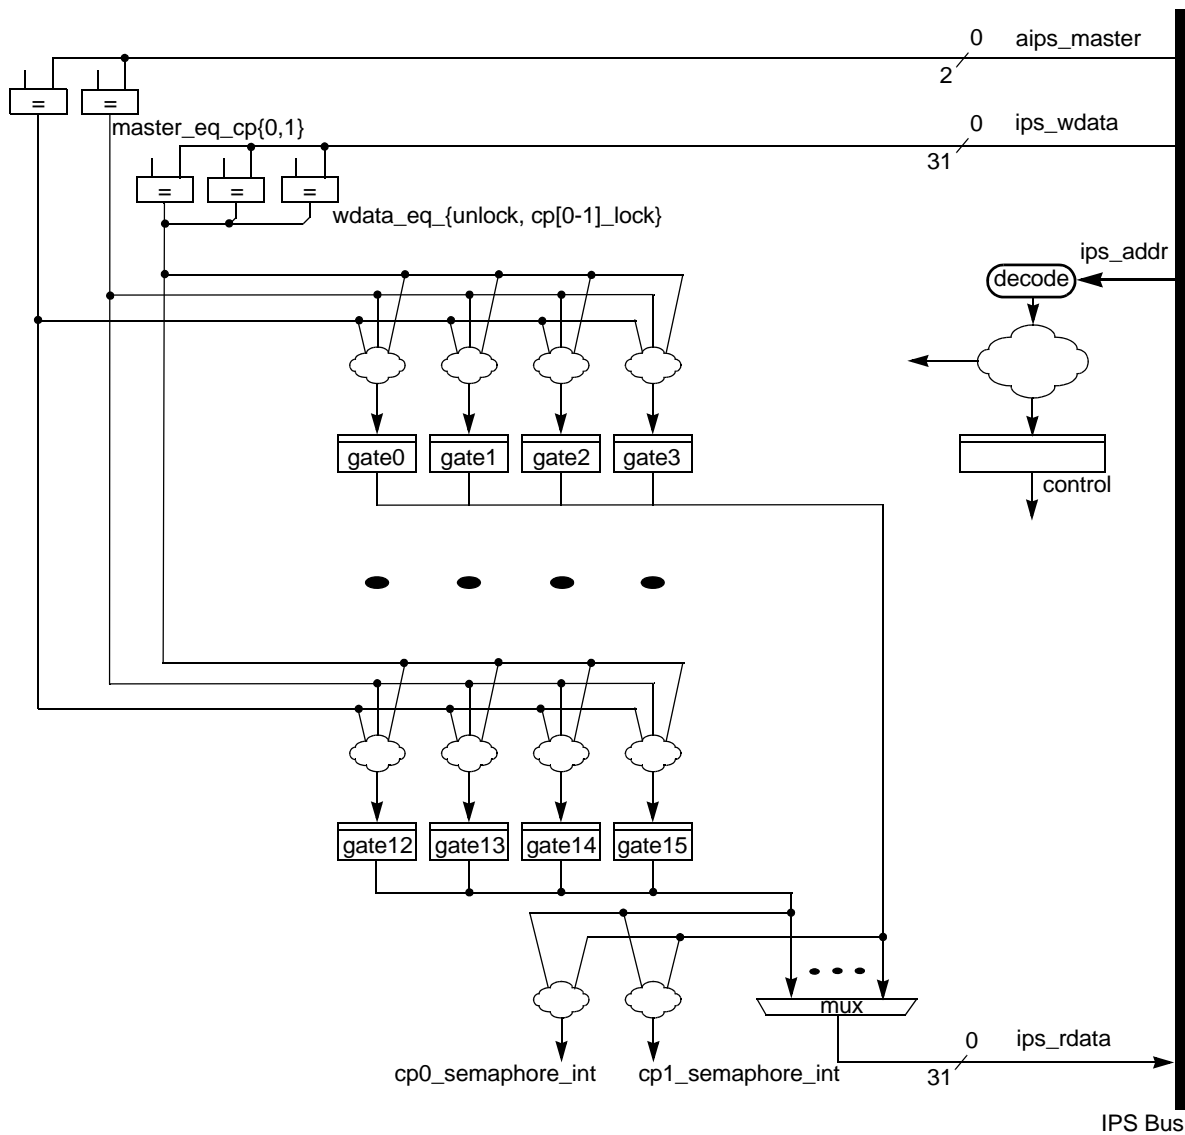 0 aips_master
2
=
=
master_eq_cp{0,1}
0 ips_wdata
31
=
=
=
wdata_eq_{unlock, cp[0-1]_lock}
ips_addr
decode
gate0
gate1
gate2
gate3
control
gate12
gate13
gate14
gate15
mux
0 ips_rdata
31
cp0_semaphore_int
cp1_semaphore_int
IPS Bus